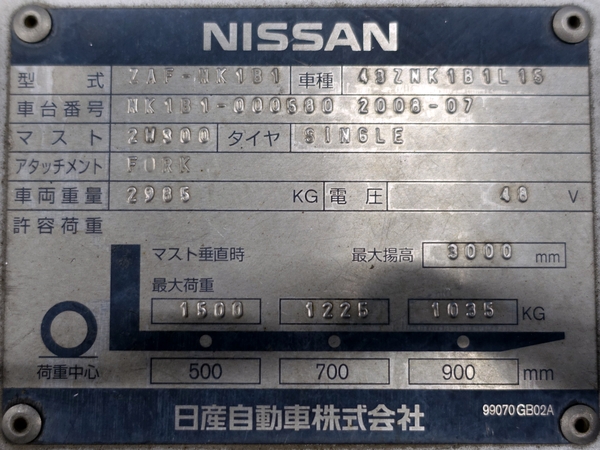 NISSAN
型式 ZAF-NK1B1 車種 43ZNK1B1L15
車台番号 NK1B1-000580 2008-07
マスト 2W300 タイヤ SINGLE
アタッチメント FORK.
車両重量 2985 KG 電圧 48 V
許容荷重
マスト垂直時 最大揚高 3000 mm
最大荷重
1500 1225 1035 KG
荷重中心 500 700 900 mm
日産自動車株式会社 99070 GB02A